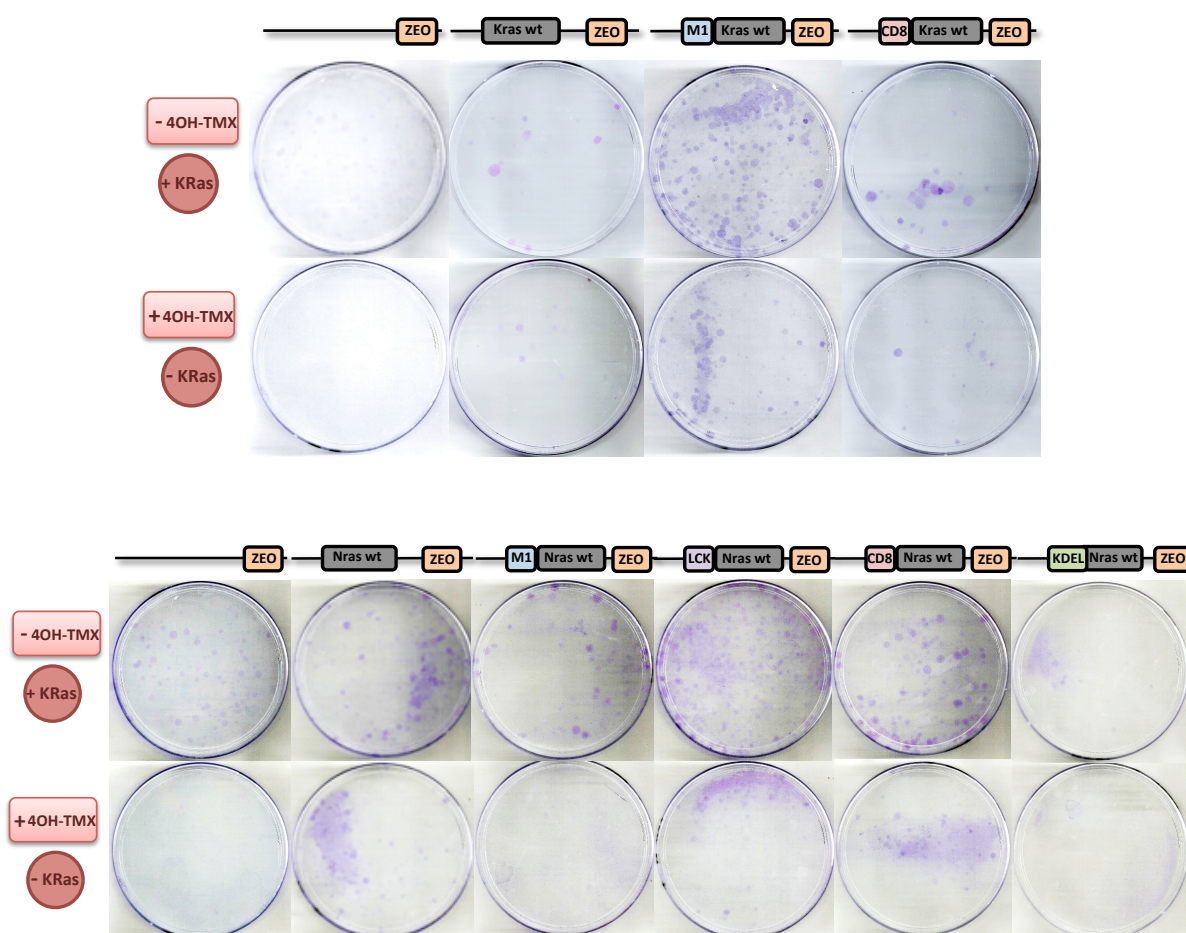 ZEO Kras wt ZEO M1 Kras wt ZEO CD8 Kras wt ZEO
- 4OH-TMX
+ KRas
+ 4OH-TMX
- KRas
ZEO Nras wt ZEO M1 Nras wt ZEO LCK Nras wt ZEO CD8 Nras wt ZEO KDEL Nras wt ZEO
- 4OH-TMX
+ KRas
+ 4OH-TMX
- KRas